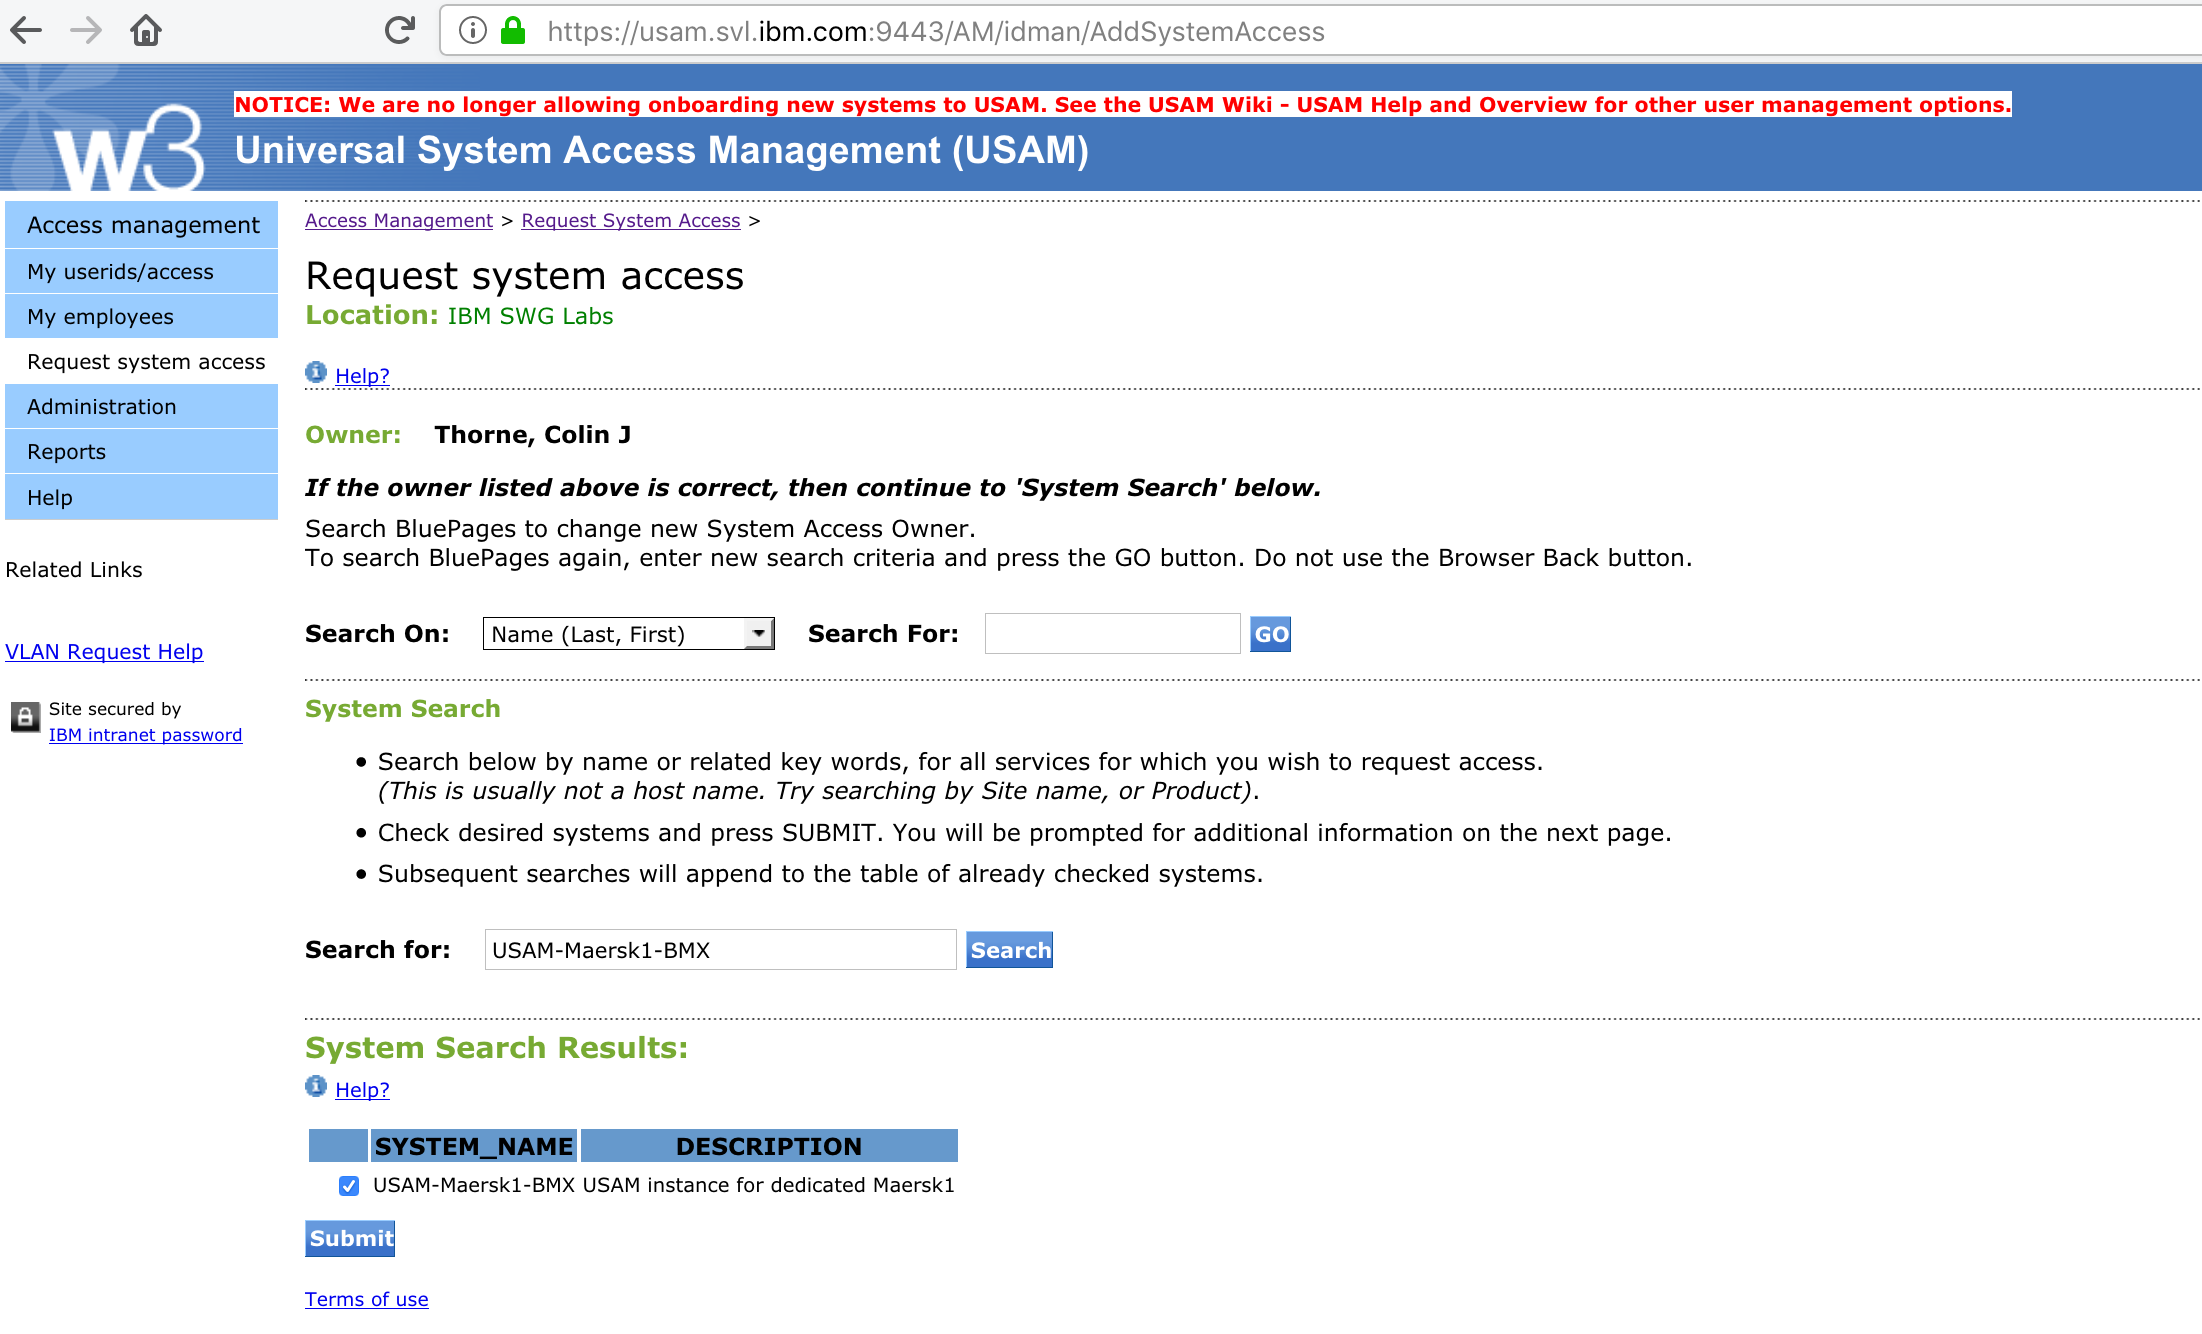 https://usam.svl.ibm.com:9443/AM/idman/AddSystemAccess
NOTICE: We are no longer allowing onboarding new systems to USAM. See the USAM Wiki - USAM Help and Overview for other user management options.
w3
Universal System Access Management (USAM)
Access management
My userids/access
My employees
Request system access
Administration
Reports
Help
Related Links
VLAN Request Help
Site secured by
IBM intranet password
Access Management > Request System Access >
Request system access
Location: IBM SWG Labs
Help?
Owner: Thorne, Colin J
If the owner listed above is correct, then continue to 'System Search' below.
Search BluePages to change new System Access Owner.
To search BluePages again, enter new search criteria and press the GO button. Do not use the Browser Back button.
Search On: Name (Last, First) Search For: GO
System Search
• Search below by name or related key words, for all services for which you wish to request access.
(This is usually not a host name. Try searching by Site name, or Product).
• Check desired systems and press SUBMIT. You will be prompted for additional information on the next page.
• Subsequent searches will append to the table of already checked systems.
Search for: USAM-Maersk1-BMX Search
System Search Results:
Help?
SYSTEM_NAME DESCRIPTION
USAM-Maersk1-BMX USAM instance for dedicated Maersk1
Submit
Terms of use